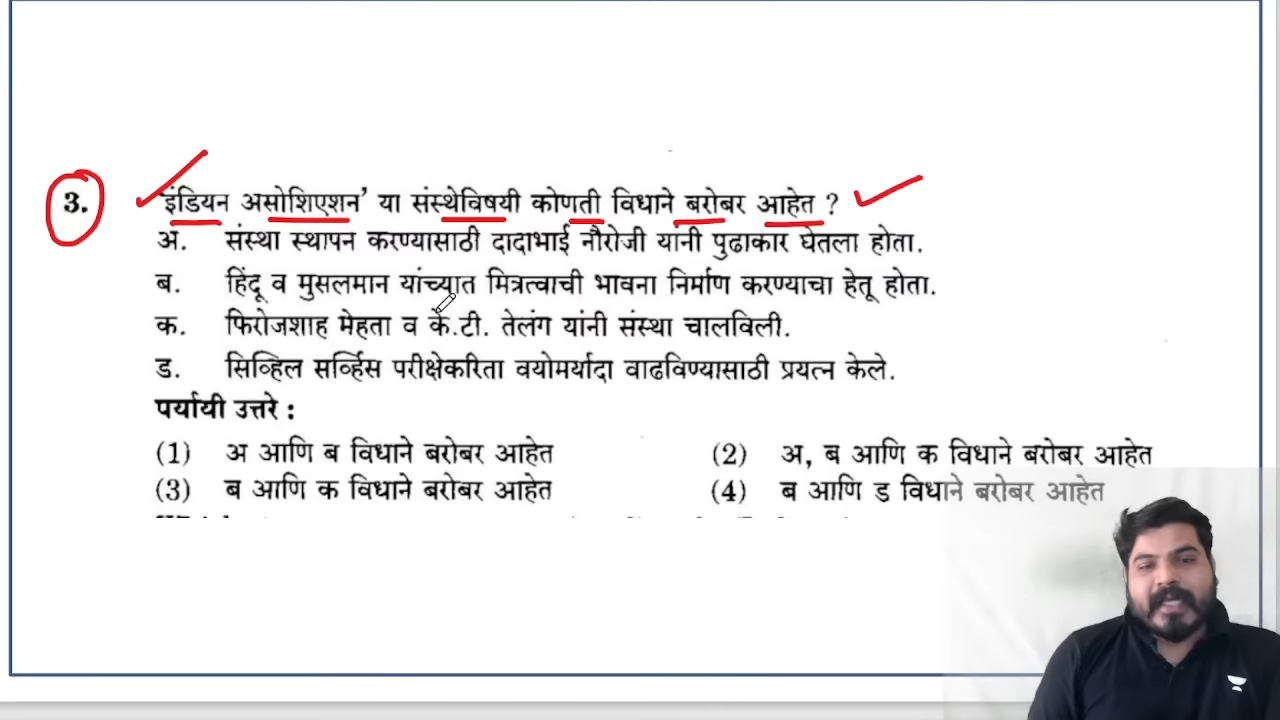 3. 'इंडियन असोशिएशन' या संस्थेविषयी कोणती विधाने बरोबर आहेत ?
अ. संस्था स्थापन करण्यासाठी दादाभाई नौरोजी यांनी पुढाकार घेतला होता.
ब. हिंदू व मुसलमान यांच्यात मित्रत्वाची भावना निर्माण करण्याचा हेतू होता.
क. फिरोजशाह मेहता व के.टी. तेलंग यांनी संस्था चालविली.
ड. सिव्हिल सर्व्हिस परीक्षेकरिता वयोमर्यादा वाढविण्यासाठी प्रयत्न केले.
पर्यायी उत्तरे :
(1) अ आणि ब विधाने बरोबर आहेत (2) अ, ब आणि क विधाने बरोबर आहेत
(3) ब आणि क विधाने बरोबर आहेत (4) ब आणि ड विधाने बरोबर आहेत